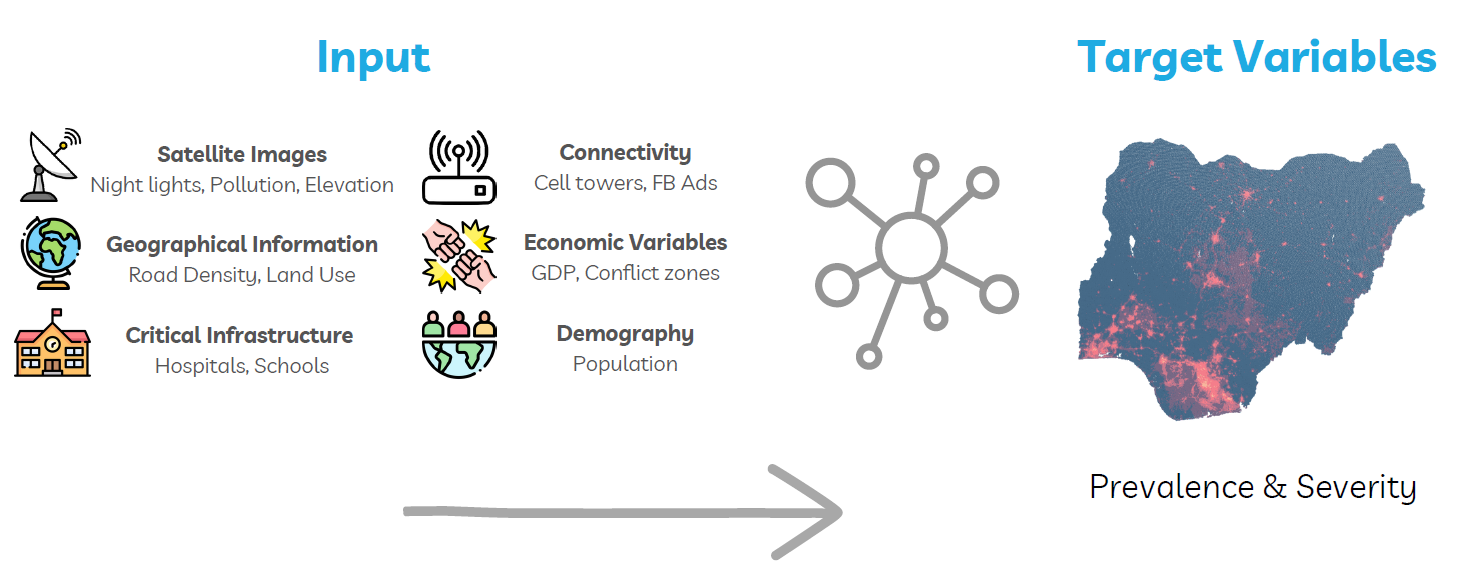 Input
Target Variables
Satellite Images
Night lights, Pollution, Elevation
Connectivity
Cell towers, FB Ads
Geographical Information
Road Density, Land Use
Economic Variables
GDP, Conflict zones
Critical Infrastructure
Hospitals, Schools
Demography
Population
Prevalence & Severity